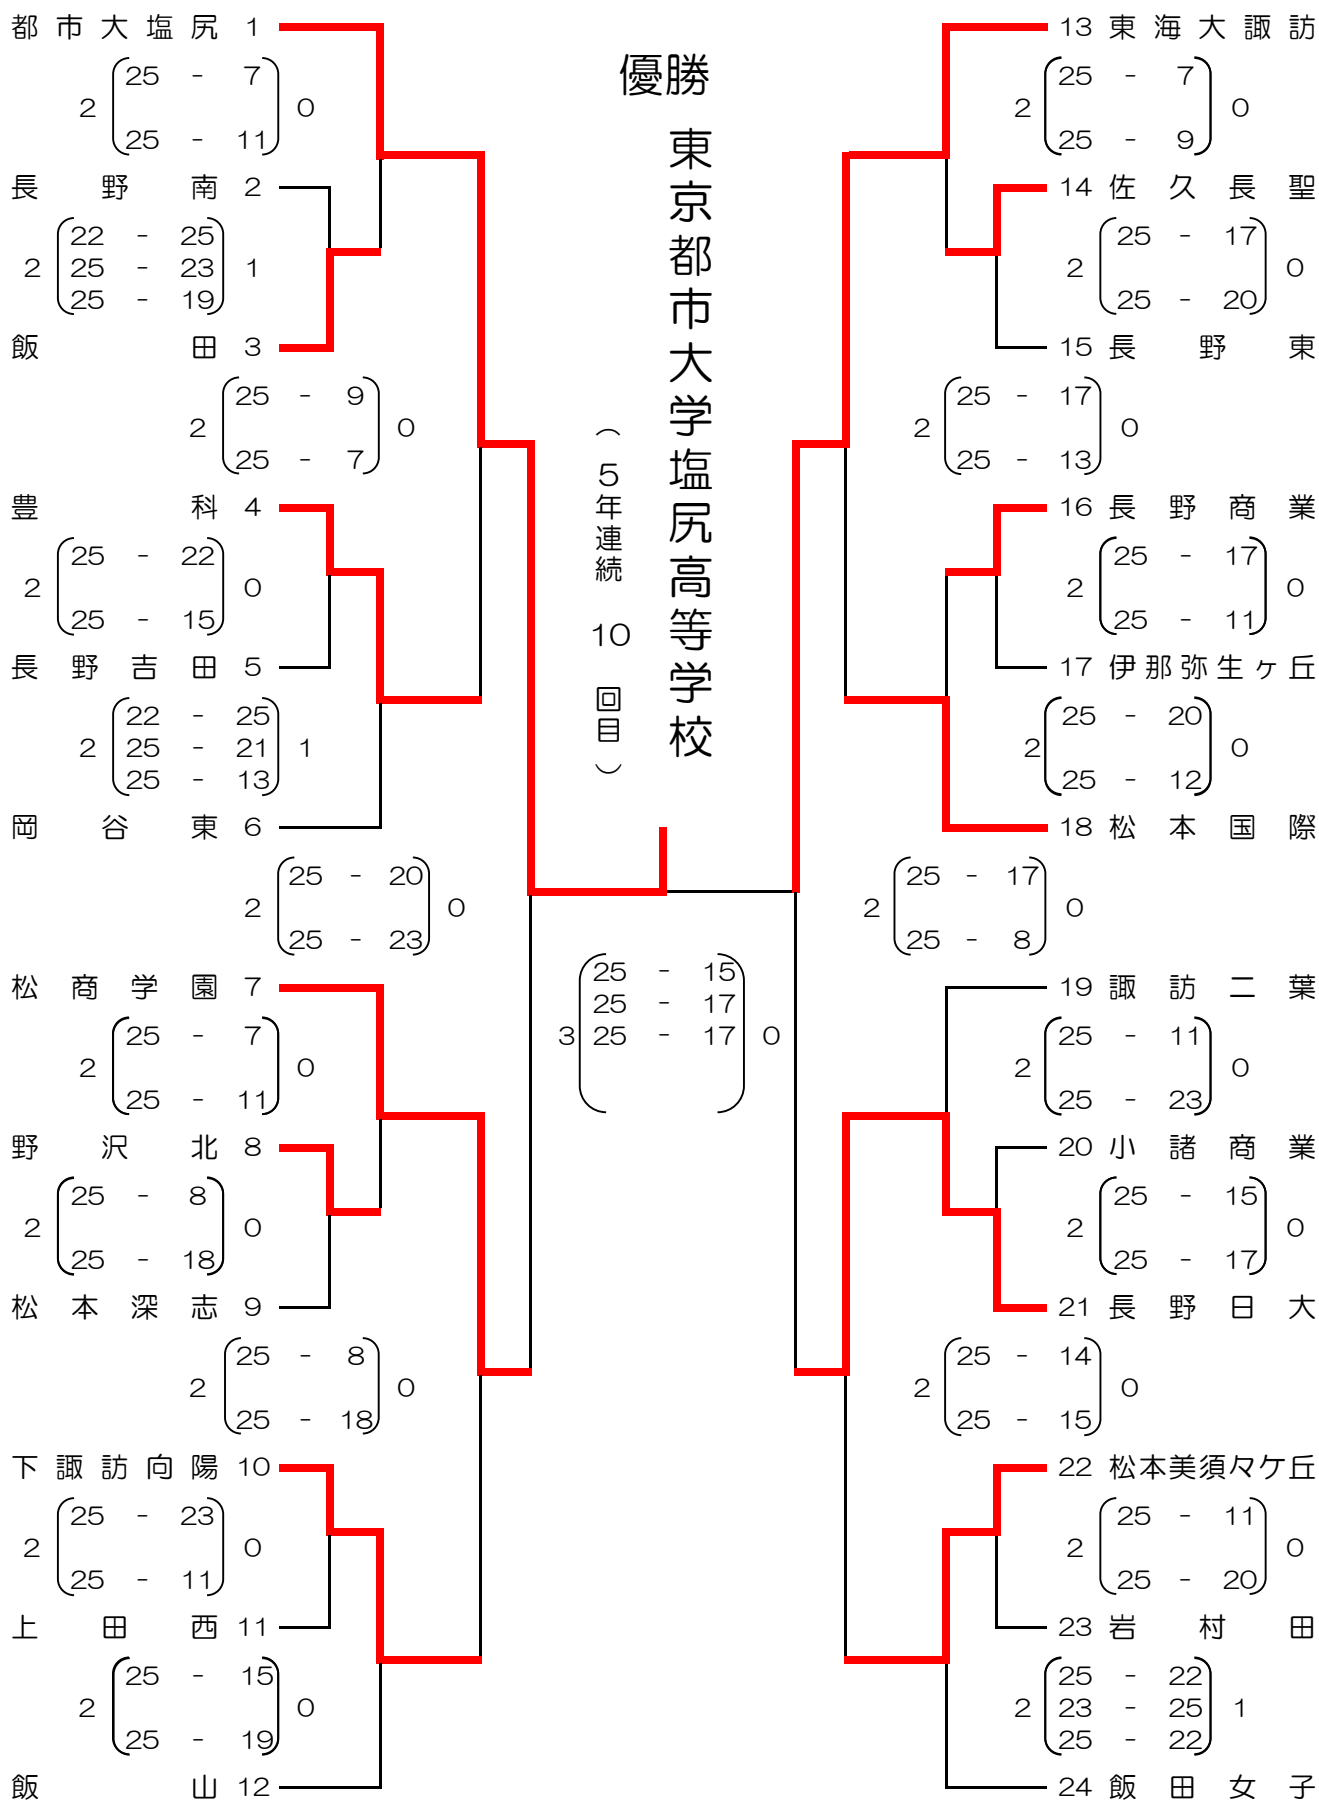 都市大塩尻 1
25 - 7
2 0
25 - 11
長野南 2
22 - 25
2 25 - 23 1
25 - 19
飯田 3
25 - 9
2 0
25 - 7
豊科 4
25 - 22
2 0
25 - 15
長野吉田 5
22 - 25
2 25 - 21 1
25 - 13
岡谷東 6
25 - 20
2 0
25 - 23
松商学園 7
25 - 7
2 0
25 - 11
野沢北 8
25 - 8
2 0
25 - 18
松本深志 9
25 - 8
2 0
25 - 18
下諏訪向陽 10
25 - 23
2 0
25 - 11
上田西 11
25 - 15
2 0
25 - 19
飯山 12
優勝
東京都市大学塩尻高等学校
（５年連続 10 回目）
25 - 15
25 - 17
3 25 - 17 0
13 東海大諏訪
25 - 7
2 0
25 - 9
14 佐久長聖
25 - 17
2 0
25 - 20
15 長野東
25 - 17
2 0
25 - 13
16 長野商業
25 - 17
2 0
25 - 11
17 伊那弥生ヶ丘
25 - 20
2 0
25 - 12
18 松本国際
25 - 17
2 0
25 - 8
19 諏訪二葉
25 - 11
2 0
25 - 23
20 小諸商業
25 - 15
2 0
25 - 17
21 長野日大
25 - 14
2 0
25 - 15
22 松本美須々ケ丘
25 - 11
2 0
25 - 20
23 岩村田
25 - 22
2 23 - 25 1
25 - 22
24 飯田女子